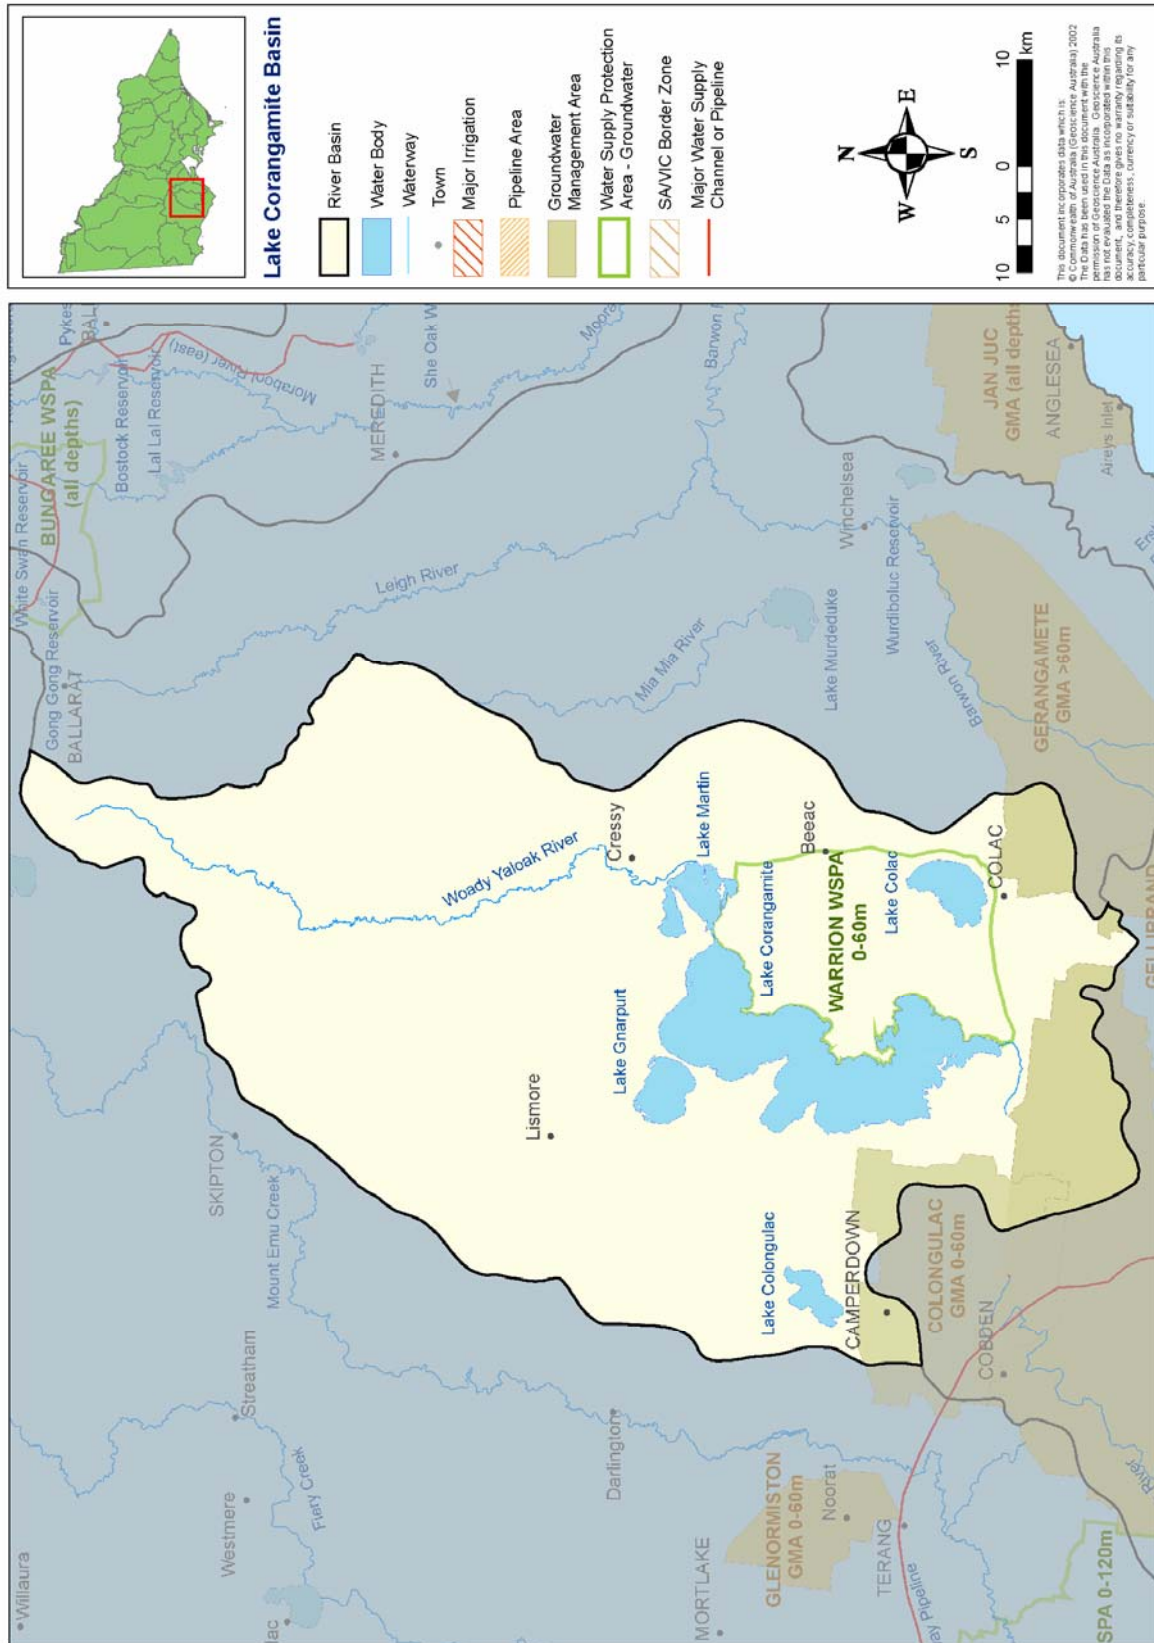 Lake Corangamite Basin
River Basin
Water Body
Waterway
Town
Major Irrigation
Pipeline Area
Groundwater
Management Area
Water Supply Protection
Area - Groundwater
SA/VIC Border Zone
Major Water Supply
Channel or Pipeline
N
W
E
S
10
5
0
10
km
This document incorporates data which is:
© Commonwealth of Australia (Geoscience Australia) 2002
The Data has been used in this document with the
permission of Geoscience Australia. Geoscience Australia
has not evaluated the Data as incorporated within this
document, and therefore gives no warranty regarding its
accuracy, completeness, currency or suitability for any
particular purpose.
Willaura
Westmere
Streatham
Fiery Creek
lac
SKIPTON
Mount Emu Creek
Gong Gong Reservoir
BALLARAT
White Swan Reservoir
BUNGAREE WSPA
(all depths)
Bostock Reservoir
Lal Lal Reservoir
Pykes
BAL
Moorabool River (east)
MEREDITH
She Oak W
Moora
Leigh River
Barwon
Mia Mia River
Lake Murdeduke
Winchelsea
Wurdiboluc Reservoir
Barwon River
JAN JUC
GMA (all depths)
ANGLESEA
Aireys Inlet
GERANGAMETE
GMA >60m
GELLIBRAND
Woady Yaloak River
Cressy
Lake Martin
Lismore
Lake Gnarpurt
Lake Corangamite
WARRION WSPA
0-60m
Beeac
Lake Colac
COLAC
Lake Colongulac
CAMPERDOWN
COLONGULAC
GMA 0-60m
COBDEN
Darlington
MORTLAKE
GLENORMISTON
GMA 0-60m
Noorat
TERANG
ay Pipeline
SPA 0-120m
River